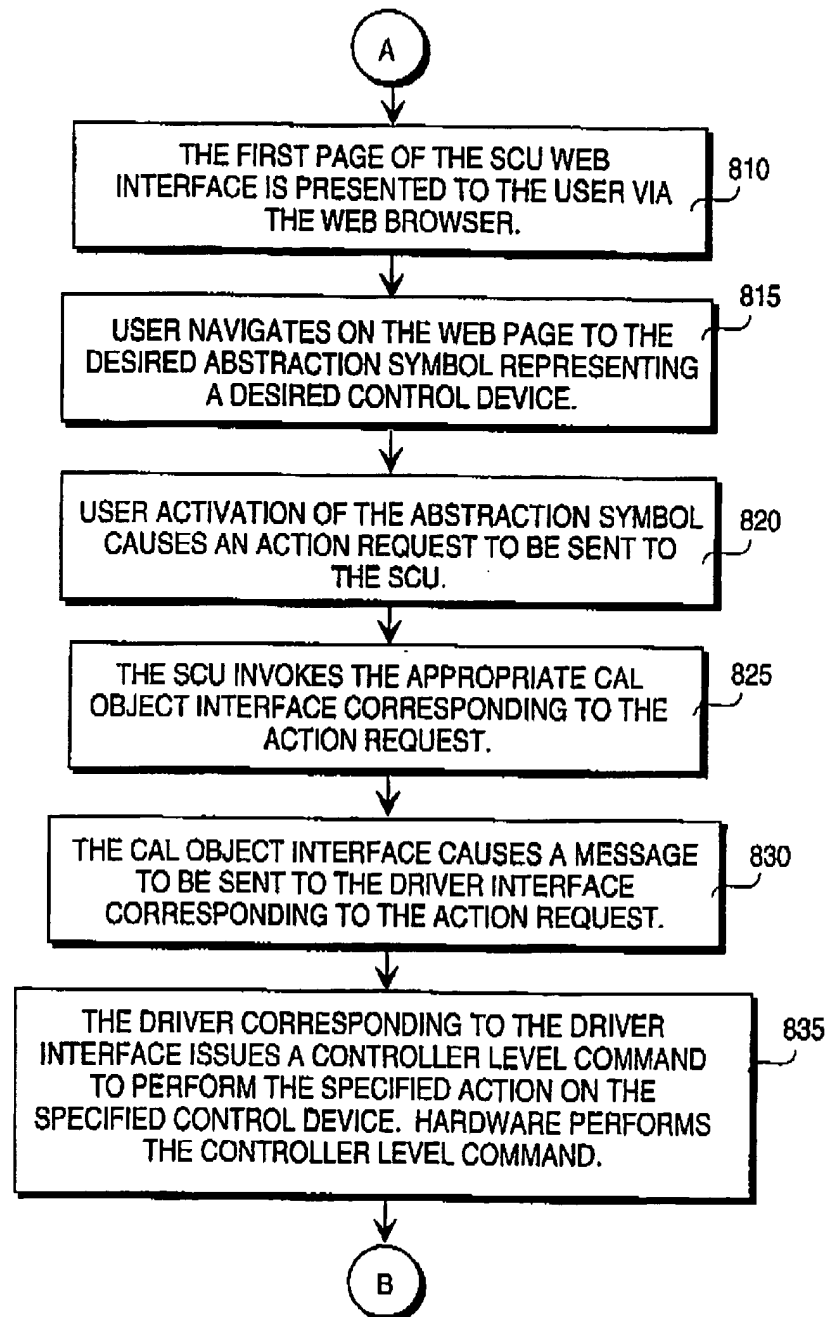 A
THE FIRST PAGE OF THE SCU WEB
INTERFACE IS PRESENTED TO THE USER VIA
THE WEB BROWSER.
810
USER NAVIGATES ON THE WEB PAGE TO THE
DESIRED ABSTRACTION SYMBOL REPRESENTING
A DESIRED CONTROL DEVICE.
815
USER ACTIVATION OF THE ABSTRACTION SYMBOL
CAUSES AN ACTION REQUEST TO BE SENT TO
THE SCU.
820
THE SCU INVOKES THE APPROPRIATE CAL
OBJECT INTERFACE CORRESPONDING TO THE
ACTION REQUEST.
825
THE CAL OBJECT INTERFACE CAUSES A MESSAGE
TO BE SENT TO THE DRIVER INTERFACE
CORRESPONDING TO THE ACTION REQUEST.
830
THE DRIVER CORRESPONDING TO THE DRIVER
INTERFACE ISSUES A CONTROLLER LEVEL COMMAND
TO PERFORM THE SPECIFIED ACTION ON THE
SPECIFIED CONTROL DEVICE. HARDWARE PERFORMS
THE CONTROLLER LEVEL COMMAND.
835
B